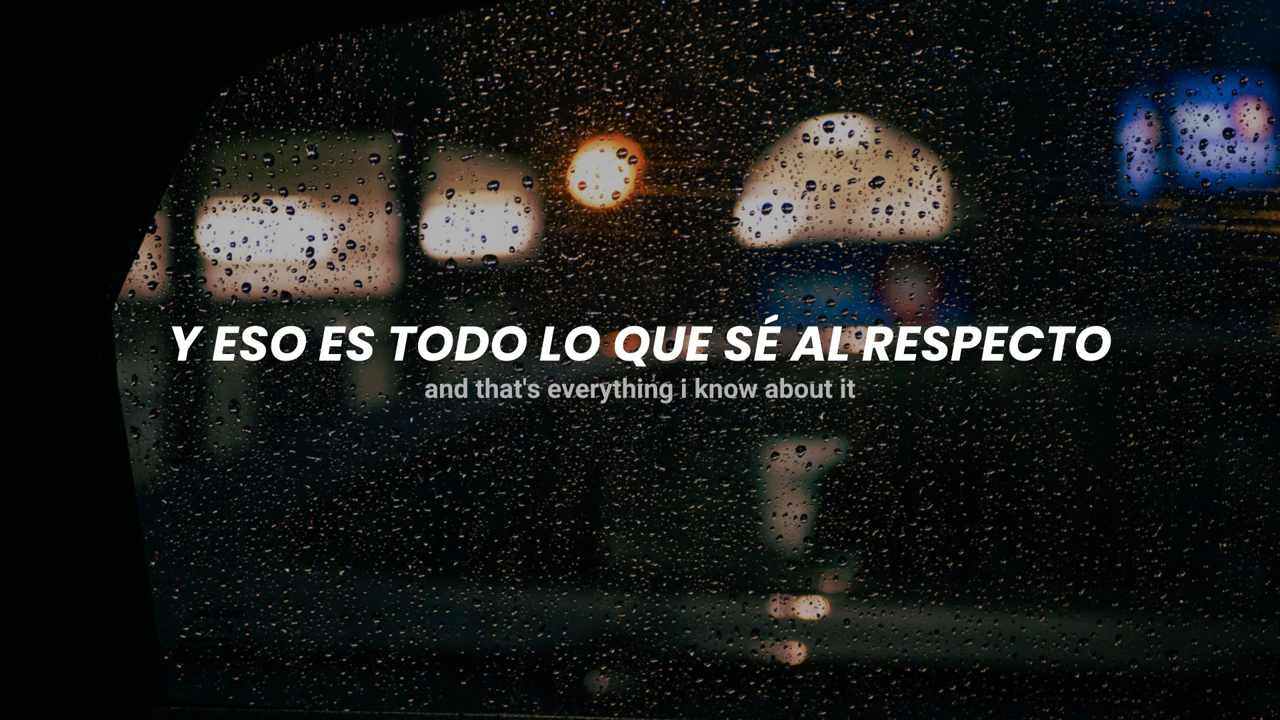 Y ESO ES TODO LO QUE SÉ AL RESPECTO
and that's everything i know about it